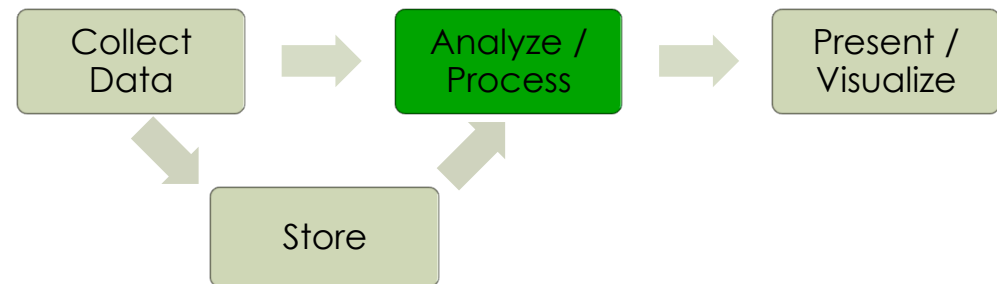 Collect
Data
Analyze /
Process
Present /
Visualize
Store